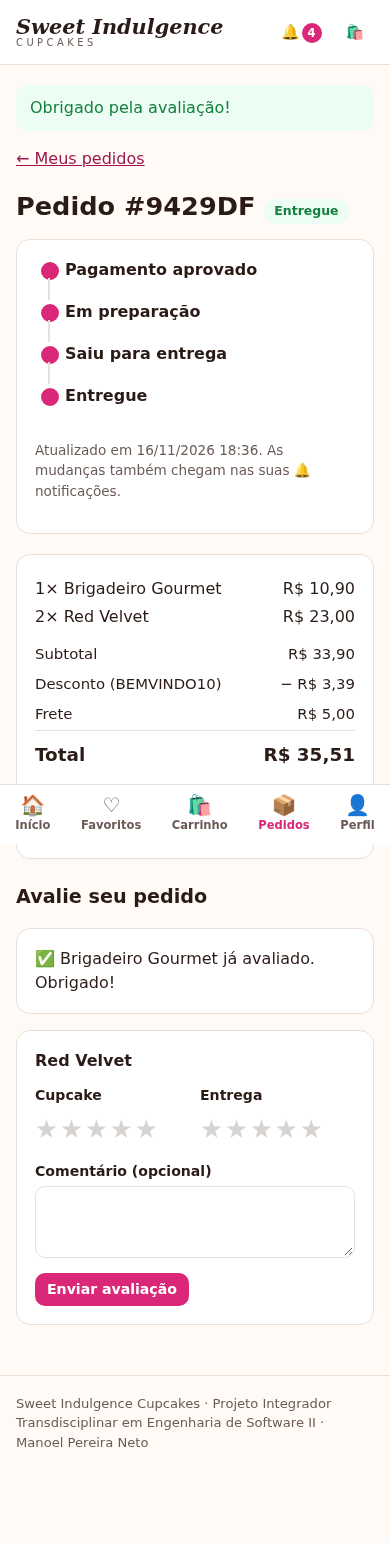 Sweet Indulgence
CUPCAKES
🔔 4 🛍️
Obrigado pela avaliação!
← Meus pedidos
Pedido #9429DF Entregue
Pagamento aprovado
Em preparação
Saiu para entrega
Entregue
Atualizado em 16/11/2026 18:36. As
mudanças também chegam nas suas 🔔
notificações.
1× Brigadeiro Gourmet R$ 10,90
2× Red Velvet R$ 23,00
Subtotal R$ 33,90
Desconto (BEMVINDO10) − R$ 3,39
Frete R$ 5,00
Total R$ 35,51
Início Favoritos Carrinho Pedidos Perfil
Avalie seu pedido
✅ Brigadeiro Gourmet já avaliado.
Obrigado!
Red Velvet
Cupcake Entrega
★★★★★ ★★★★★
Comentário (opcional)
Enviar avaliação
Sweet Indulgence Cupcakes · Projeto Integrador
Transdisciplinar em Engenharia de Software II ·
Manoel Pereira Neto